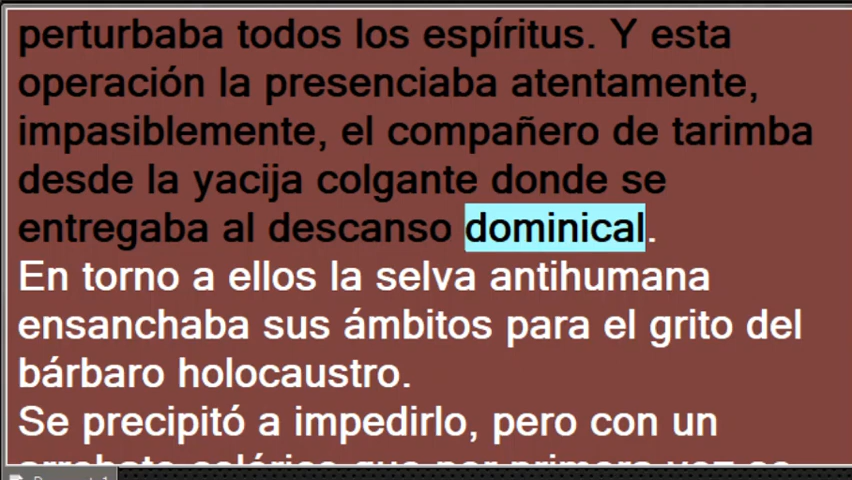 perturbaba todos los espíritus. Y esta
operación la presenciaba atentamente,
impasiblemente, el compañero de tarimba
desde la yacija colgante donde se
entregaba al descanso dominical.
En torno a ellos la selva antihumana
ensanchaba sus ámbitos para el grito del
bárbaro holocaustro.
Se precipitó a impedirlo, pero con un